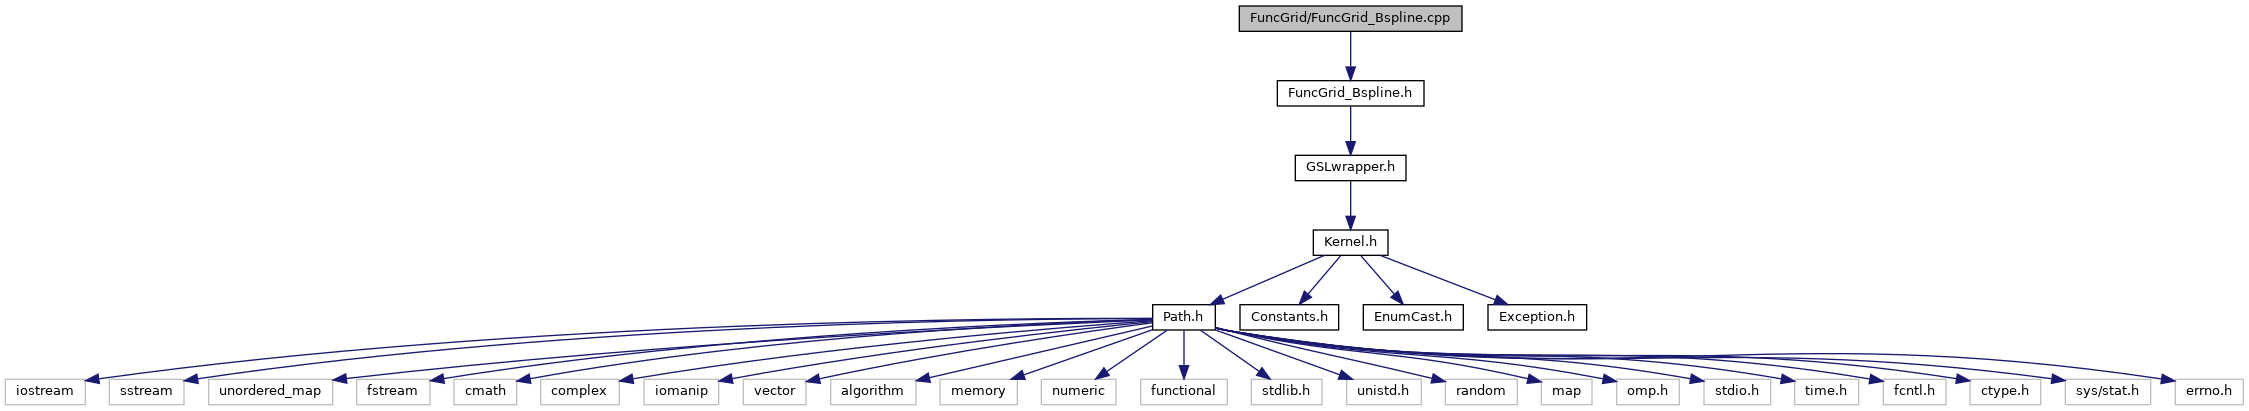 FuncGrid/FuncGrid_Bspline.cpp
FuncGrid_Bspline.h
GSLwrapper.h
Kernel.h
Path.h
Constants.h
EnumCast.h
Exception.h
iostream
sstream
unordered_map
fstream
cmath
complex
iomanip
vector
algorithm
memory
numeric
functional
stdlib.h
unistd.h
random
map
omp.h
stdio.h
time.h
fcntl.h
ctype.h
sys/stat.h
errno.h